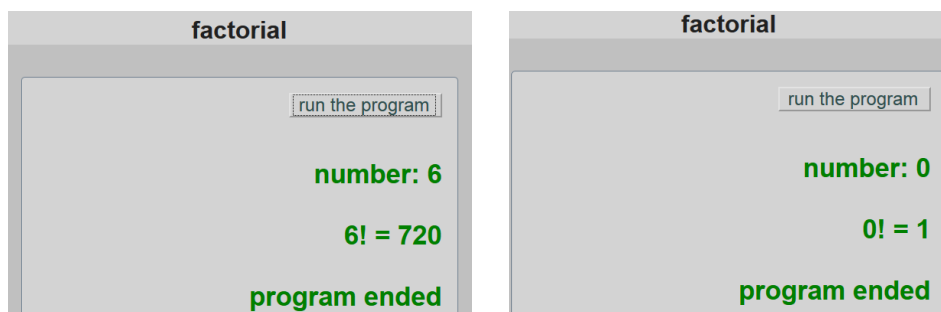 factorial
run the program
number: 6
6! = 720
program ended
factorial
run the program
number: 0
0! = 1
program ended